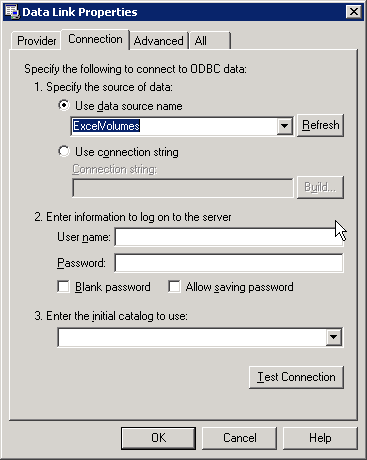 Data Link Properties
Provider Connection Advanced All
Specify the following to connect to ODBC data:
1. Specify the source of data:
Use data source name
ExcelVolumes Refresh
Use connection string
Connection string:
Build...
2. Enter information to log on to the server
User name:
Password:
Blank password Allow saving password
3. Enter the initial catalog to use:
Test Connection
OK Cancel Help